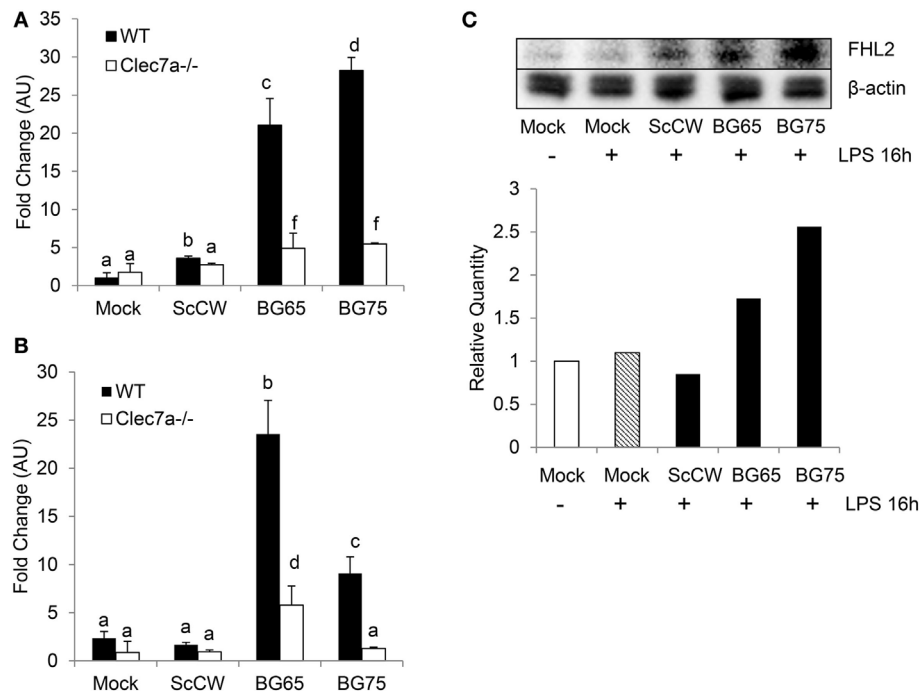 A
Fold Change (AU)
35
30
25
20
15
10
5
0
WT
Clec7a-/-
a a b a c f d f
Mock ScCW BG65 BG75
B
Fold Change (AU)
30
25
20
15
10
5
0
WT
Clec7a-/-
a a a a b d c a
Mock ScCW BG65 BG75
C
FHL2
β-actin
Mock Mock ScCW BG65 BG75
- + + + + LPS 16h
Relative Quantity
3
2.5
2
1.5
1
0.5
0
Mock Mock ScCW BG65 BG75
- + + + + LPS 16h